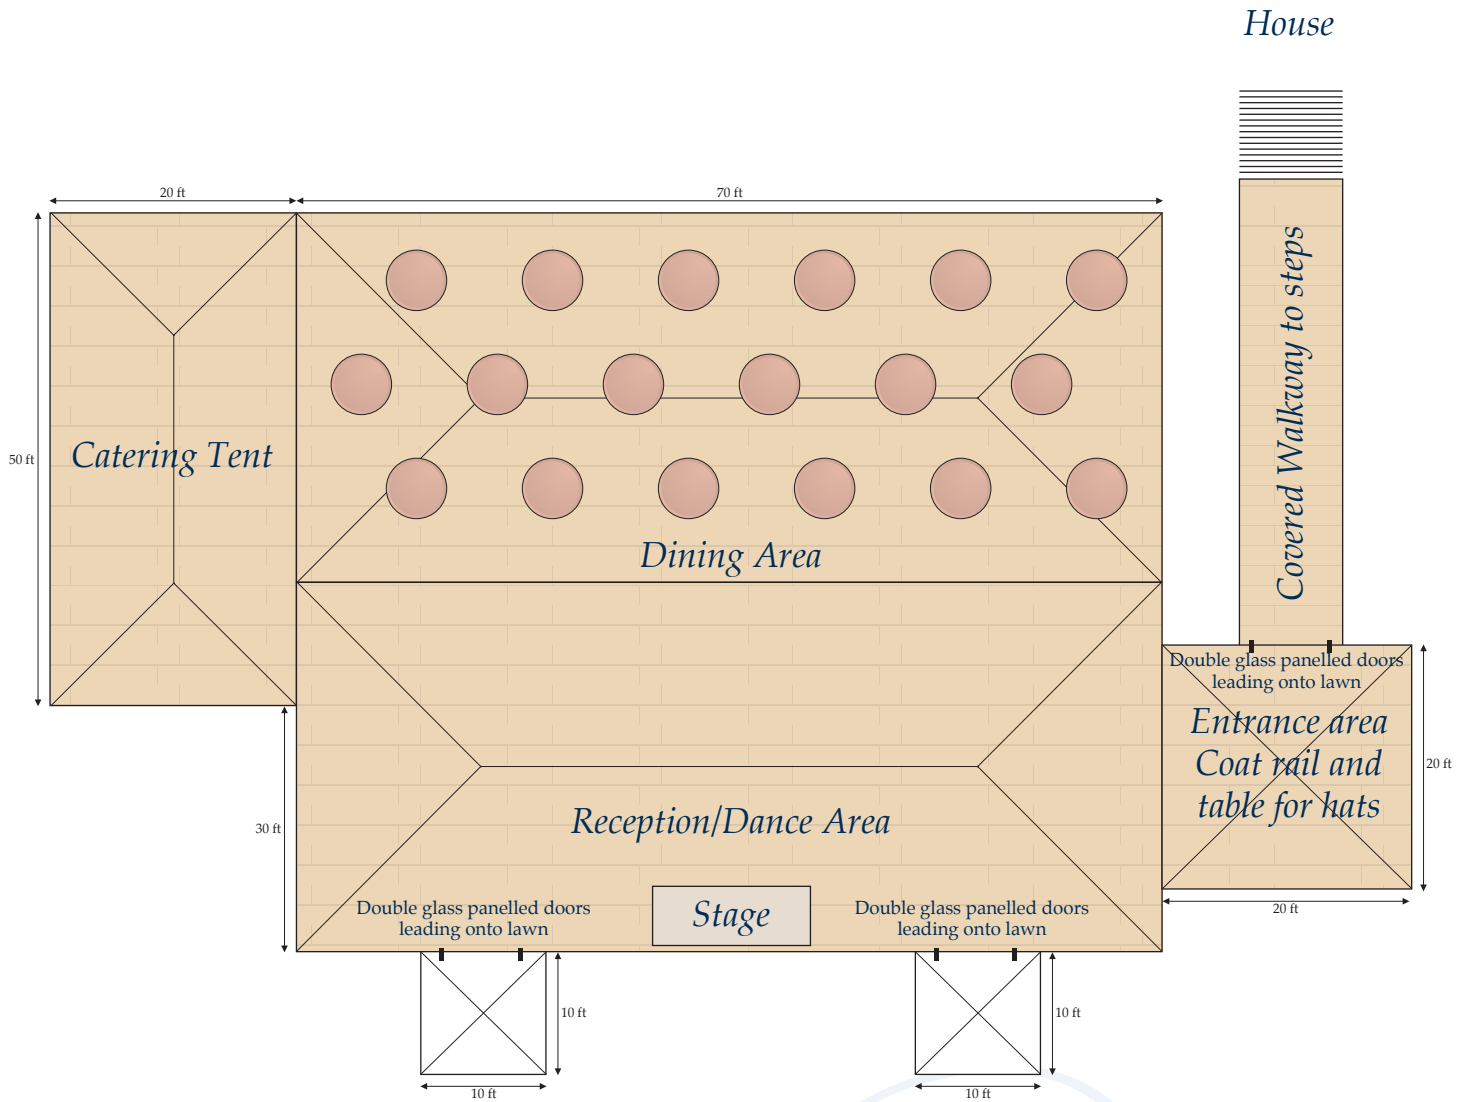 House
20 ft
70 ft
Covered Walkway to steps
50 ft
Catering Tent
Dining Area
Double glass panelled doors
leading onto lawn
Entrance area
Coat rail and
table for hats
20 ft
20 ft
30 ft
Reception/Dance Area
Double glass panelled doors
leading onto lawn
Stage
Double glass panelled doors
leading onto lawn
10 ft
10 ft
10 ft
10 ft